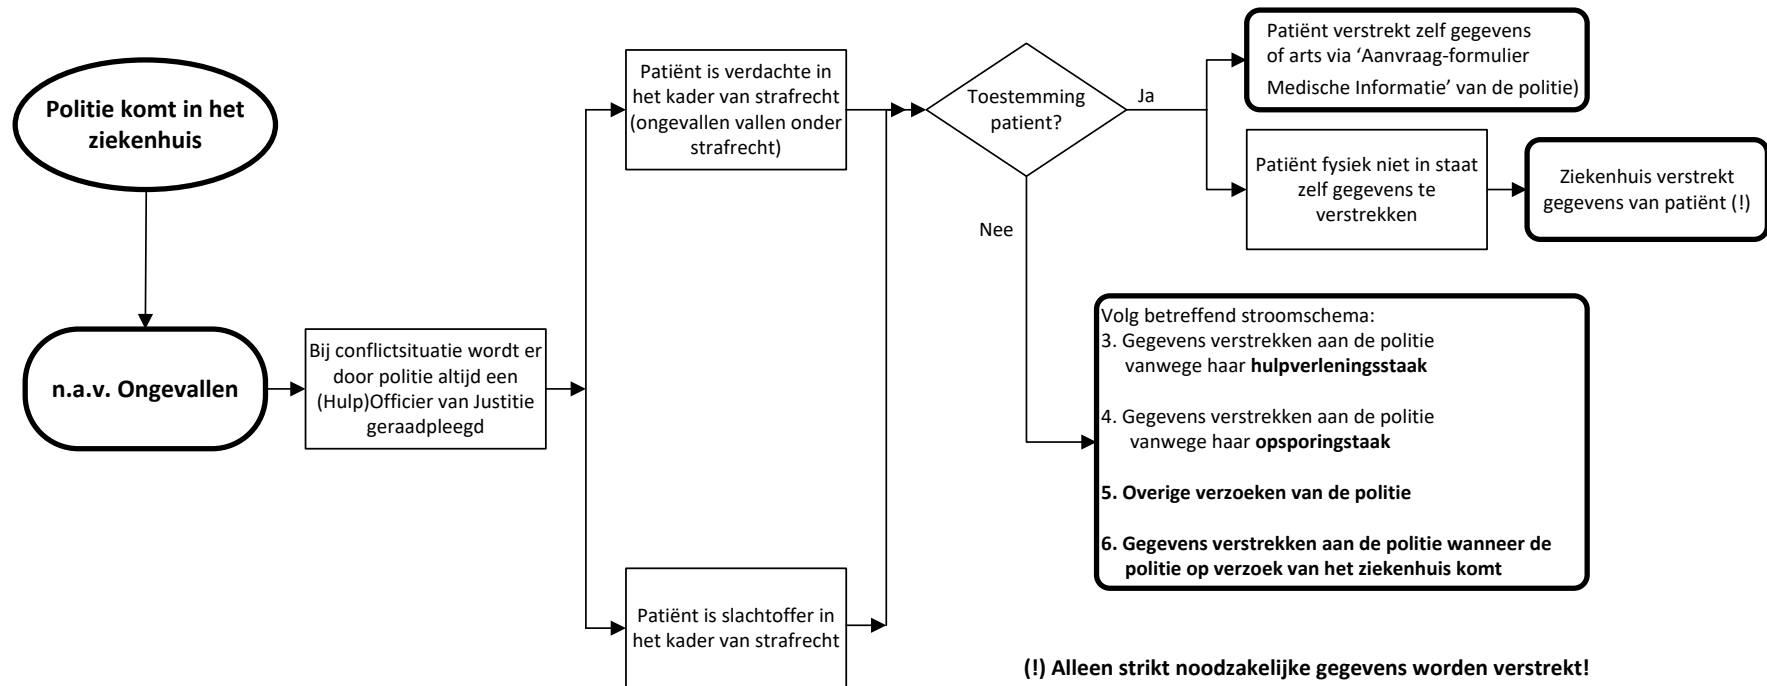 Politie komt in het
ziekenhuis
n.a.v. Ongevallen
Bij conflictsituatie wordt er
door politie altijd een
(Hulp)Officier van Justitie
geraadpleegd
Patiënt is verdachte in
het kader van strafrecht
(ongevallen vallen onder
strafrecht)
Patiënt is slachtoffer in
het kader van strafrecht
Toestemming
patient?
Ja
Nee
Patiënt verstrekt zelf gegevens
of arts via ‘Aanvraag-formulier
Medische Informatie’ van de politie)
Patiënt fysiek niet in staat
zelf gegevens te
verstrekken
Ziekenhuis verstrekt
gegevens van patiënt (!)
Volg betreffend stroomschema:
3. Gegevens verstrekken aan de politie
vanwege haar hulpverleningsstaak
4. Gegevens verstrekken aan de politie
vanwege haar opsporingstaak
5. Overige verzoeken van de politie
6. Gegevens verstrekken aan de politie wanneer de
politie op verzoek van het ziekenhuis komt
(!) Alleen strikt noodzakelijke gegevens worden verstrekt!